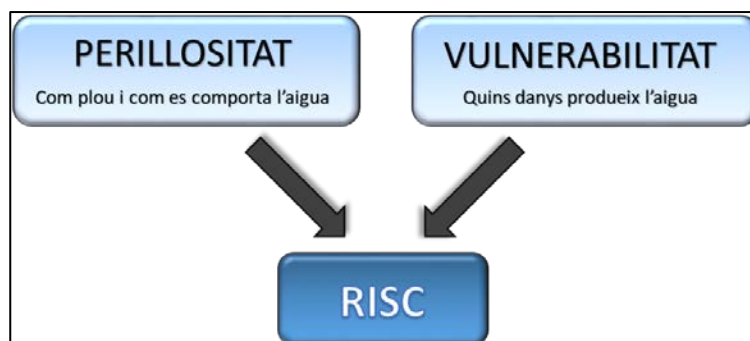 PERILLOSITAT
Com plou i com es comporta l'aigua
VULNERABILITAT
Quins danys produeix l'aigua
RISC